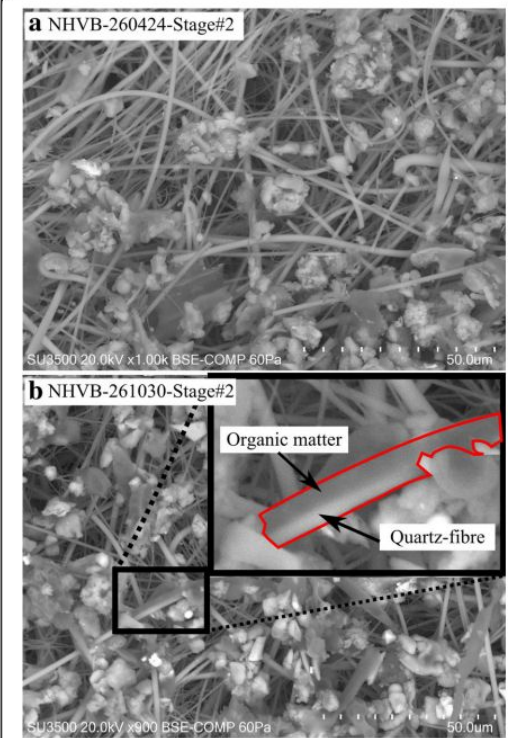 a NHVB-260424-Stage#2
SU3500 20.0kV x1.00k BSE-COMP 60Pa 50.0um
b NHVB-261030-Stage#2
Organic matter
Quartz-fibre
SU3500 20.0kV x900 BSE-COMP 60Pa 50.0um